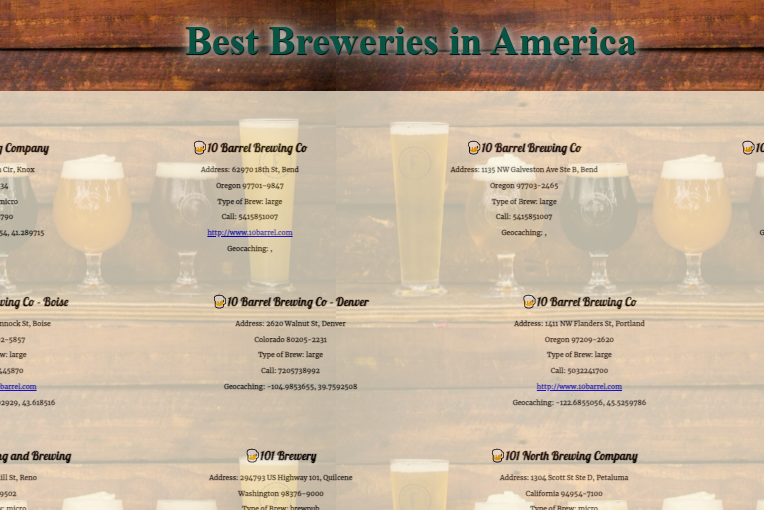 Best Breweries in America
g Company
Cir, Knox
34
micro
790
54, 41.289715
10 Barrel Brewing Co
Address: 62970 18th St, Bend
Oregon 97701-9847
Type of Brew: large
Call: 5415851007
http://www.10barrel.com
Geocaching: ,
10 Barrel Brewing Co
Address: 1135 NW Galveston Ave Ste B, Bend
Oregon 97703-2465
Type of Brew: large
Call: 5415851007
Geocaching: ,
10
G
wing Co - Boise
nnock St, Boise
2-5857
w: large
445870
barrel.com
2929, 43.618516
10 Barrel Brewing Co - Denver
Address: 2620 Walnut St, Denver
Colorado 80205-2231
Type of Brew: large
Call: 7205738992
Geocaching: -104.9853655, 39.7592508
10 Barrel Brewing Co
Address: 1411 NW Flanders St, Portland
Oregon 97209-2620
Type of Brew: large
Call: 5032241700
http://www.10barrel.com
Geocaching: -122.6855056, 45.5259786
ng and Brewing
ill St, Reno
9502
w: micro
101 Brewery
Address: 294793 US Highway 101, Quilcene
Washington 98376-9000
Type of Brew: brewpub
101 North Brewing Company
Address: 1304 Scott St Ste D, Petaluma
California 94954-7100
Type of Brew: micro